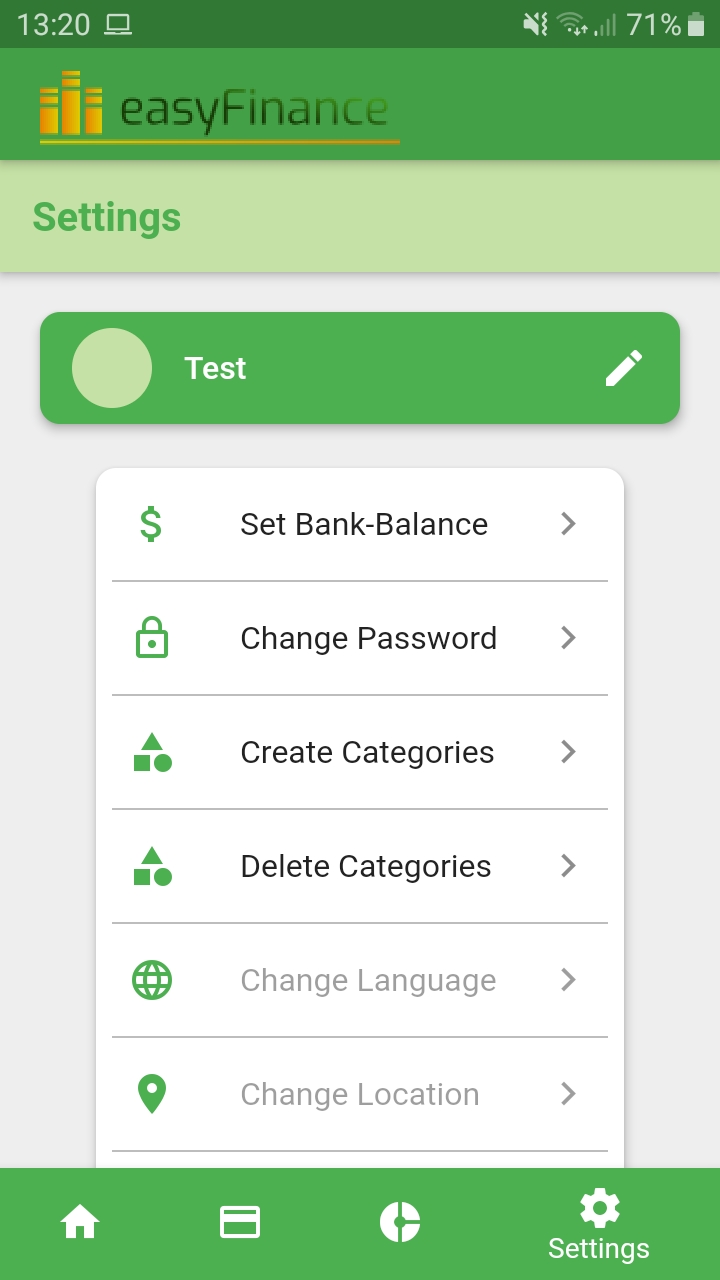 13:20 71%
easyFinance
Settings
Test
Set Bank-Balance
Change Password
Create Categories
Delete Categories
Change Language
Change Location
Settings